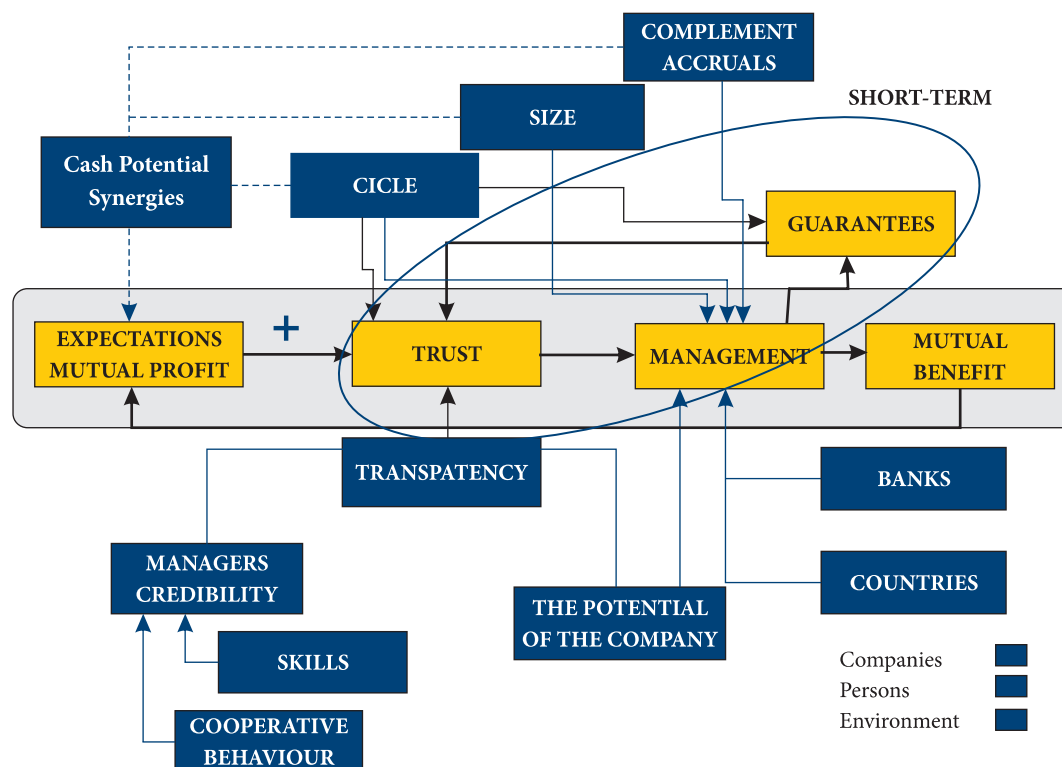 COMPLEMENT
ACCRUALS
SHORT-TERM
SIZE
Cash Potential
Synergies
CICLE
GUARANTEES
+
EXPECTATIONS
MUTUAL PROFIT
TRUST
MANAGEMENT
MUTUAL
BENEFIT
TRANSPATENCY
BANKS
MANAGERS
CREDIBILITY
COUNTRIES
THE POTENTIAL
OF THE COMPANY
SKILLS
COOPERATIVE
BEHAVIOUR
Companies
Persons
Environment